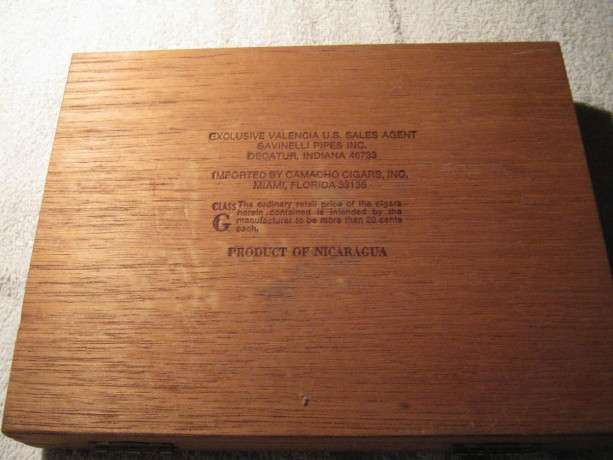 EXCLUSIVE VALENCIA U.S. SALES AGENT
SAVINELLI PIPES INC.
DECATUR, INDIANA 46733
IMPORTED BY CAMACHO CIGARS, INC.
MIAMI, FLORIDA 33135
CLASS G
The ordinary retail price of the cigars
herein contained is intended by the
manufacturer to be more than 20 cents
each.
PRODUCT OF NICARAGUA